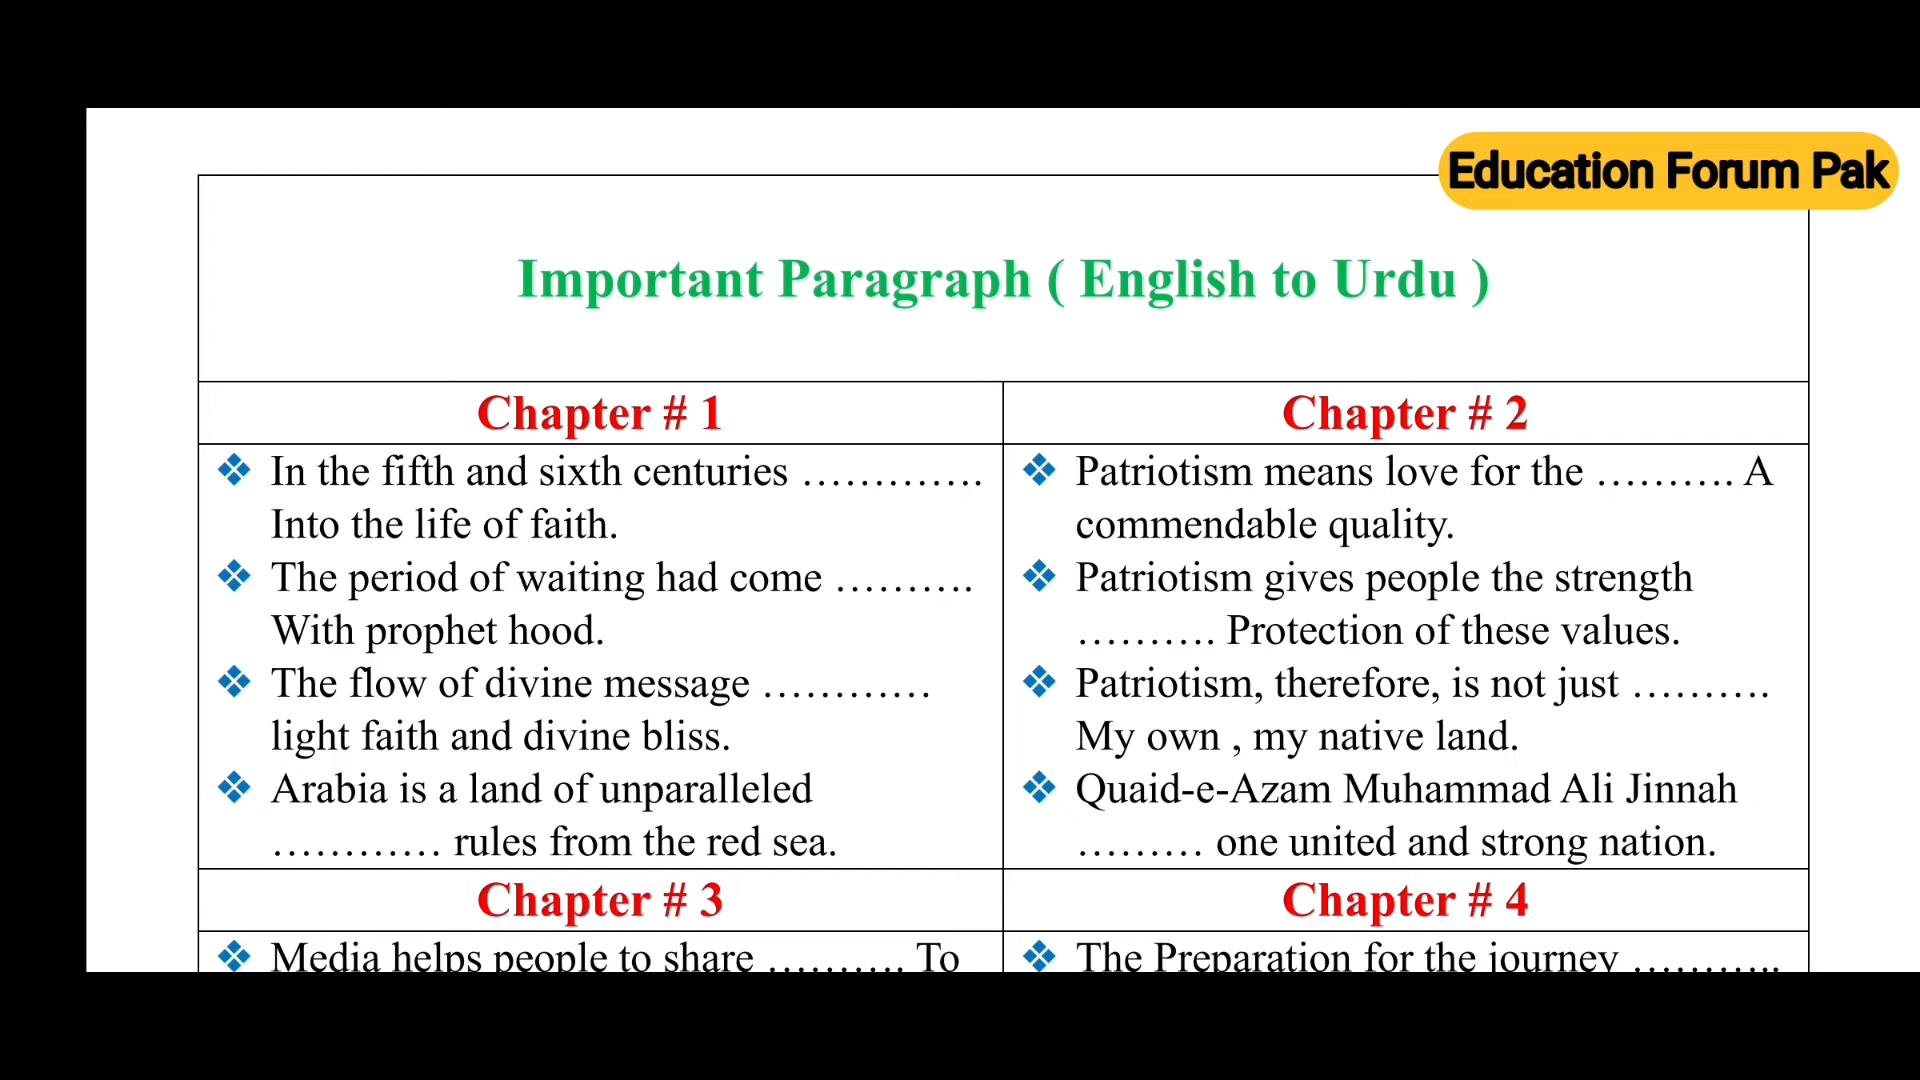 Education Forum Pak
Important Paragraph ( English to Urdu )
Chapter # 1
In the fifth and sixth centuries ………….
Into the life of faith.
The period of waiting had come ……….
With prophet hood.
The flow of divine message …………
light faith and divine bliss.
Arabia is a land of unparalleled
………… rules from the red sea.
Chapter # 2
Patriotism means love for the ………. A
commendable quality.
Patriotism gives people the strength
………. Protection of these values.
Patriotism, therefore, is not just ……….
My own , my native land.
Quaid-e-Azam Muhammad Ali Jinnah
……… one united and strong nation.
Chapter # 3
Media helps people to share ………. To
Chapter # 4
The Preparation for the journey ………..